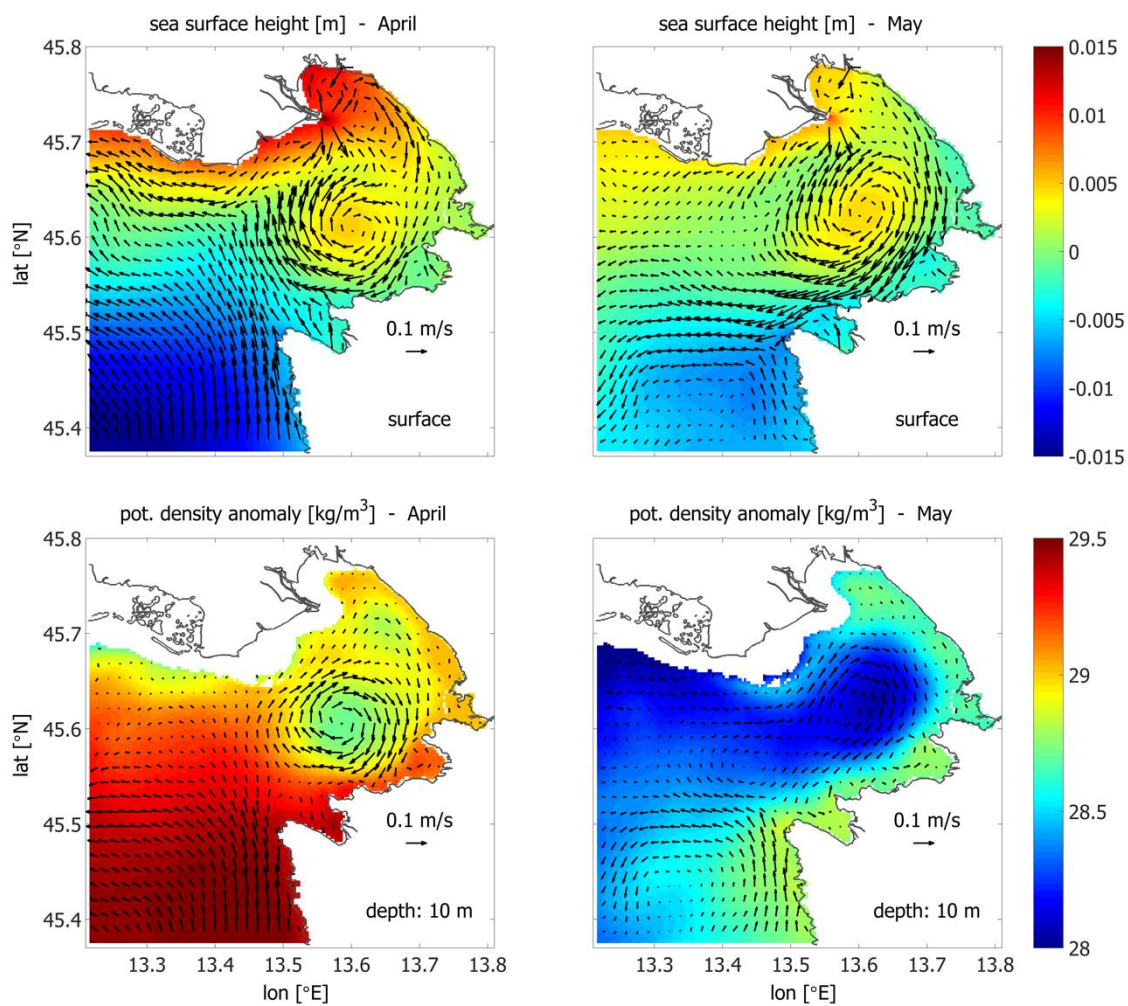 sea surface height [m] - April
sea surface height [m] - May
45.8
45.7
45.6
45.5
45.4
lat [°N]
0.1 m/s
surface
0.1 m/s
surface
0.015
0.01
0.005
0
-0.005
-0.01
-0.015
pot. density anomaly [kg/m³] - April
pot. density anomaly [kg/m³] - May
45.8
45.7
45.6
45.5
45.4
lat [°N]
0.1 m/s
depth: 10 m
0.1 m/s
depth: 10 m
29.5
29
28.5
28
13.3 13.4 13.5 13.6 13.7 13.8
lon [°E]
13.3 13.4 13.5 13.6 13.7 13.8
lon [°E]